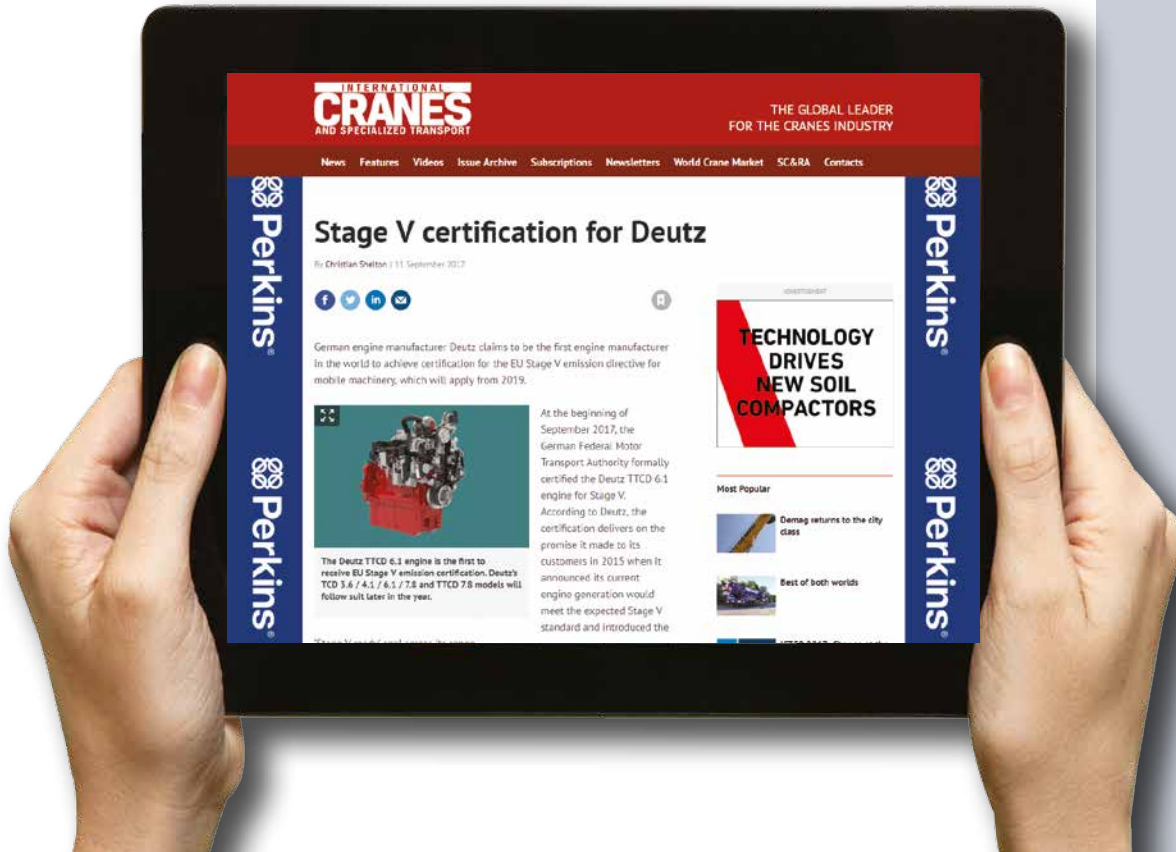 INTERNATIONAL
CRANES
AND SPECIALIZED TRANSPORT
THE GLOBAL LEADER
FOR THE CRANES INDUSTRY
News Features Videos Issue Archive Subscriptions Newsletters World Crane Market SC&RA Contacts
Perkins®
Perkins®
Stage V certification for Deutz
By Christian Shelton | 11 September 2017
German engine manufacturer Deutz claims to be the first engine manufacturer
in the world to achieve certification for the EU Stage V emission directive for
mobile machinery, which will apply from 2019.
The Deutz TTCD 6.1 engine is the first to
receive EU Stage V emission certification. Deutz's
TCD 3.6 / 4.1 / 6.1 / 7.8 and TTCD 7.8 models will
follow suit later in the year.
At the beginning of
September 2017, the
German Federal Motor
Transport Authority formally
certified the Deutz TTCD 6.1
engine for Stage V.
According to Deutz, the
certification delivers on the
promise it made to its
customers in 2015 when it
announced its current
engine generation would
meet the expected Stage V
standard and introduced the
ADVERTISEMENT
TECHNOLOGY
DRIVES
NEW SOIL
COMPACTORS
Most Popular
Demag returns to the city
class
Best of both worlds
Perkins®
Perkins®